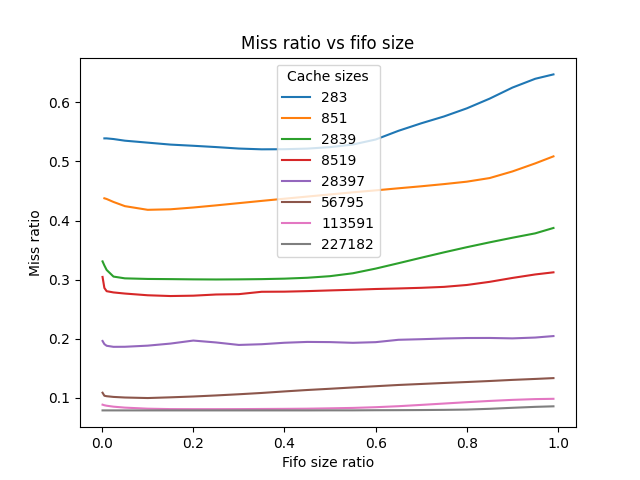 Miss ratio vs fifo size
Cache sizes
283
851
2839
8519
28397
56795
113591
227182
Miss ratio
0.6
0.5
0.4
0.3
0.2
0.1
0.0 0.2 0.4 0.6 0.8 1.0
Fifo size ratio